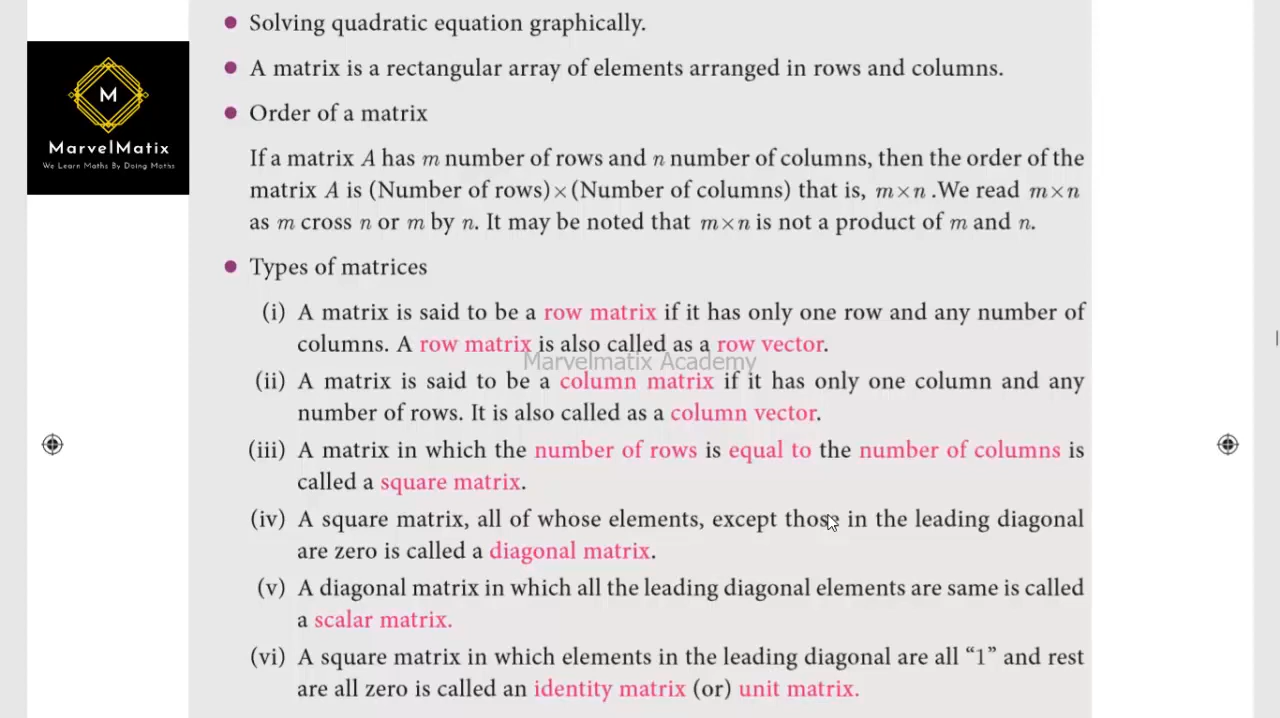 ● Solving quadratic equation graphically.
● A matrix is a rectangular array of elements arranged in rows and columns.
● Order of a matrix
If a matrix A has m number of rows and n number of columns, then the order of the
matrix A is (Number of rows)×(Number of columns) that is, m×n .We read m×n
as m cross n or m by n. It may be noted that m×n is not a product of m and n.
● Types of matrices
(i) A matrix is said to be a row matrix if it has only one row and any number of
columns. A row matrix is also called as a row vector.
(ii) A matrix is said to be a column matrix if it has only one column and any
number of rows. It is also called as a column vector.
(iii) A matrix in which the number of rows is equal to the number of columns is
called a square matrix.
(iv) A square matrix, all of whose elements, except those in the leading diagonal
are zero is called a diagonal matrix.
(v) A diagonal matrix in which all the leading diagonal elements are same is called
a scalar matrix.
(vi) A square matrix in which elements in the leading diagonal are all “1” and rest
are all zero is called an identity matrix (or) unit matrix.
M
MarvelMatix
We Learn Maths By Doing Maths
Marvelmatix Academy